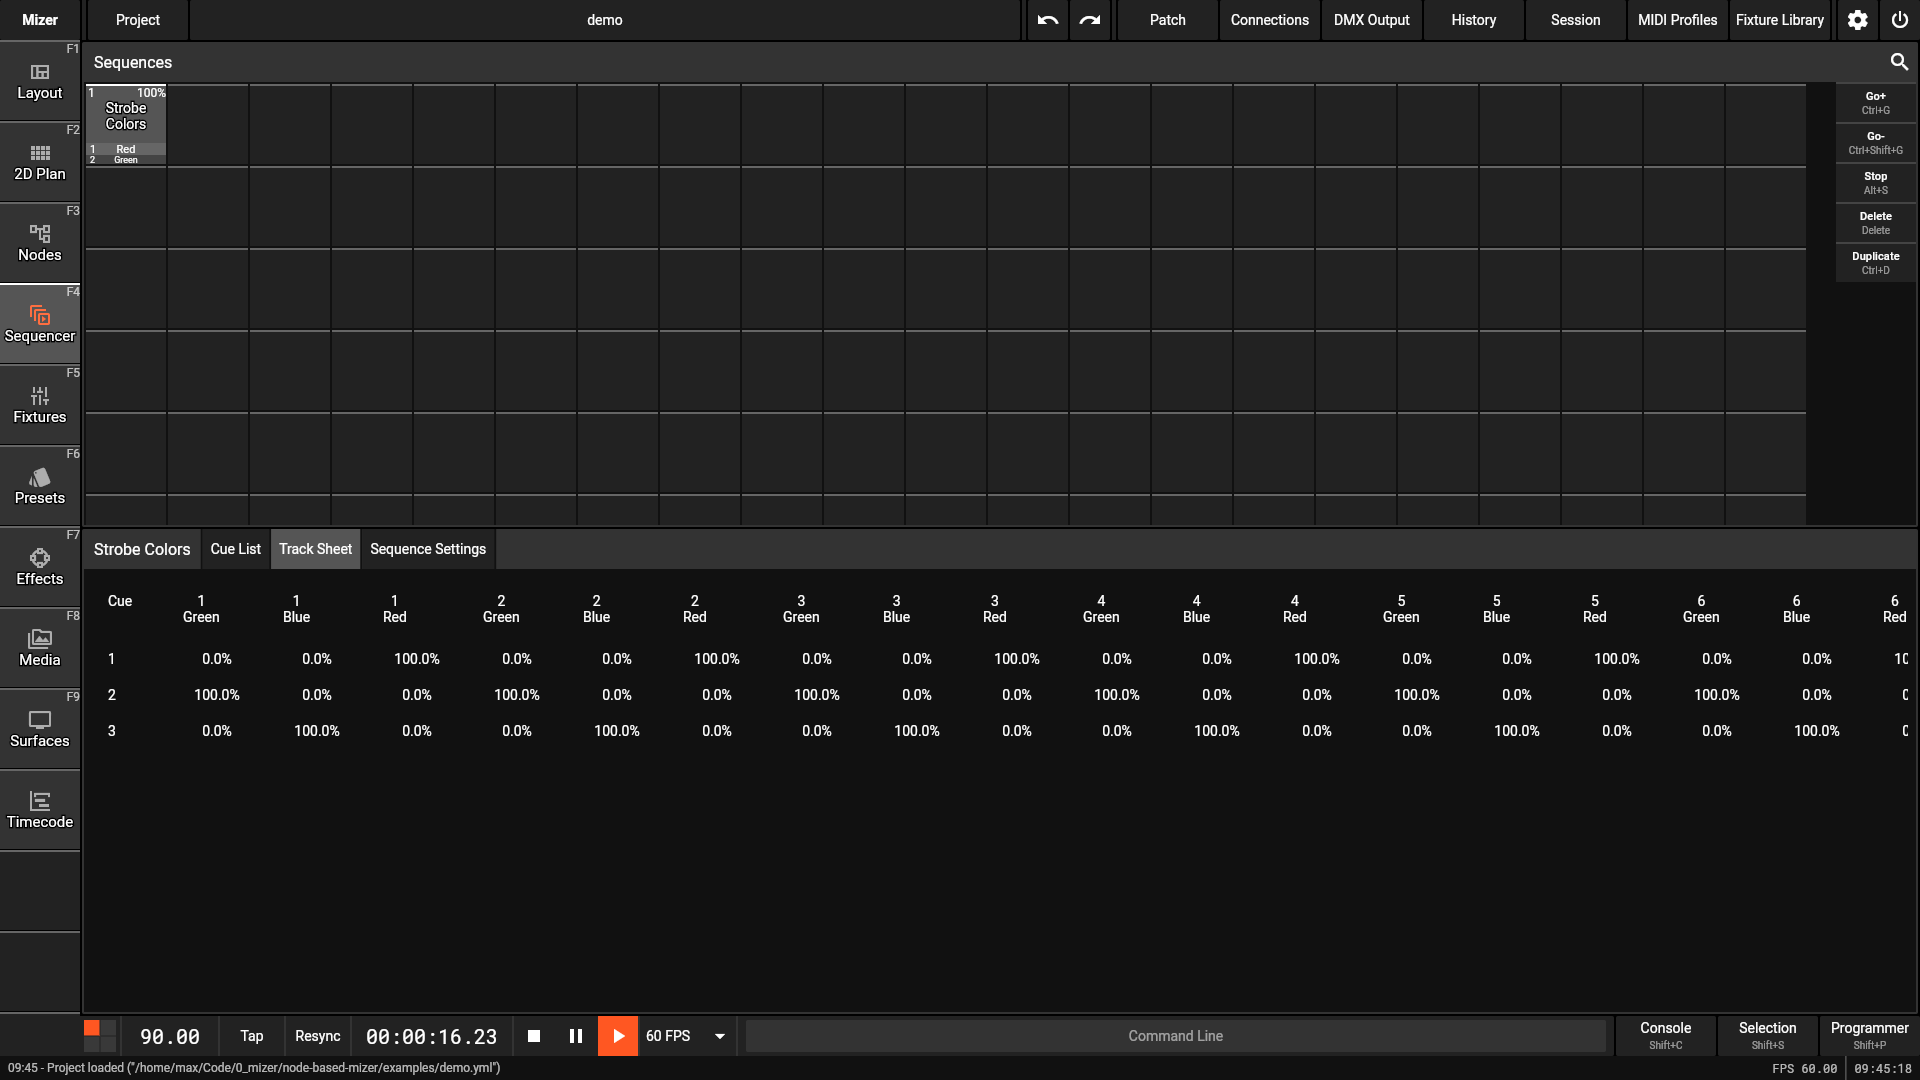 Mizer
Project
demo
Patch
Connections
DMX Output
History
Session
MIDI Profiles
Fixture Library
F1
Layout
F2
2D Plan
F3
Nodes
F4
Sequencer
F5
Fixtures
F6
Presets
F7
Effects
F8
Media
F9
Surfaces
Timecode
Sequences
1 100%
Strobe
Colors
1 Red
2 Green
Go+
Ctrl+G
Go-
Ctrl+Shift+G
Stop
Alt+S
Delete
Delete
Duplicate
Ctrl+D
Strobe Colors Cue List Track Sheet Sequence Settings
Cue 1 1 1 2 2 2 3 3 3 4 4 4 5 5 5 6 6 6
Green Blue Red Green Blue Red Green Blue Red Green Blue Red Green Blue Red Green Blue Red
1 0.0% 0.0% 100.0% 0.0% 0.0% 100.0% 0.0% 0.0% 100.0% 0.0% 0.0% 100.0% 0.0% 0.0% 100.0% 0.0% 0.0% 10
2 100.0% 0.0% 0.0% 100.0% 0.0% 0.0% 100.0% 0.0% 0.0% 100.0% 0.0% 0.0% 100.0% 0.0% 0.0% 100.0% 0.0%
3 0.0% 100.0% 0.0% 0.0% 100.0% 0.0% 0.0% 100.0% 0.0% 0.0% 100.0% 0.0% 0.0% 100.0% 0.0% 0.0% 100.0%
90.00 Tap Resync 00:00:16.23 60 FPS Command Line
Console
Shift+C
Selection
Shift+S
Programmer
Shift+P
09:45 - Project loaded ("/home/max/Code/0_mizer/node-based-mizer/examples/demo.yml")
FPS 60.00 09:45:18